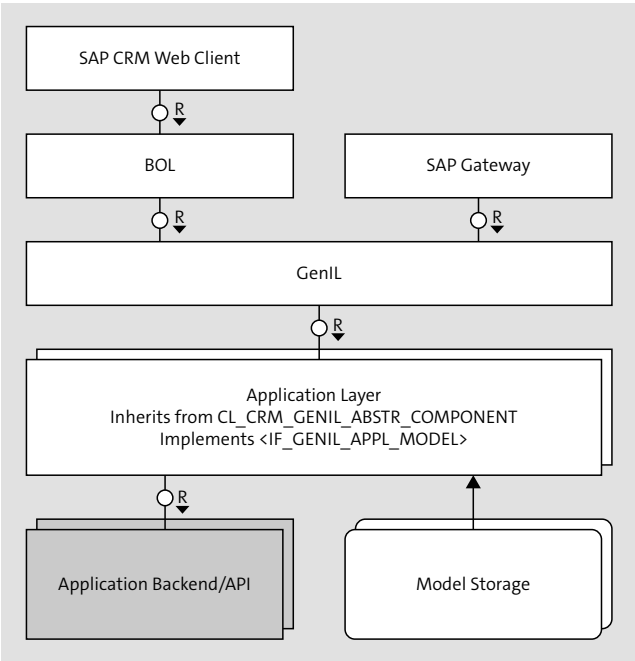 SAP CRM Web Client
R
BOL
SAP Gateway
R
R
GenIL
R
Application Layer
Inherits from CL_CRM_GENIL_ABSTR_COMPONENT
Implements <IF_GENIL_APPL_MODEL>
R
Application Backend/API
Model Storage